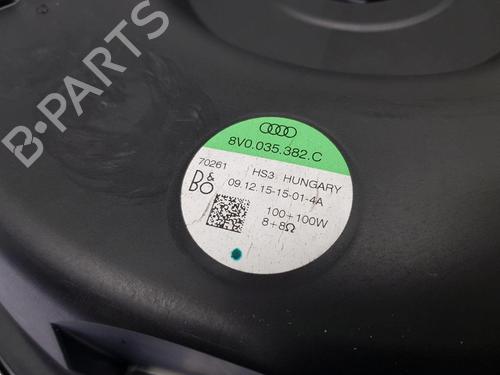 B-PARTS
8V0.035.382.C
70261
HS3 HUNGARY
B&O
09.12.15-15-01-4A
100+100W
8+8Ω